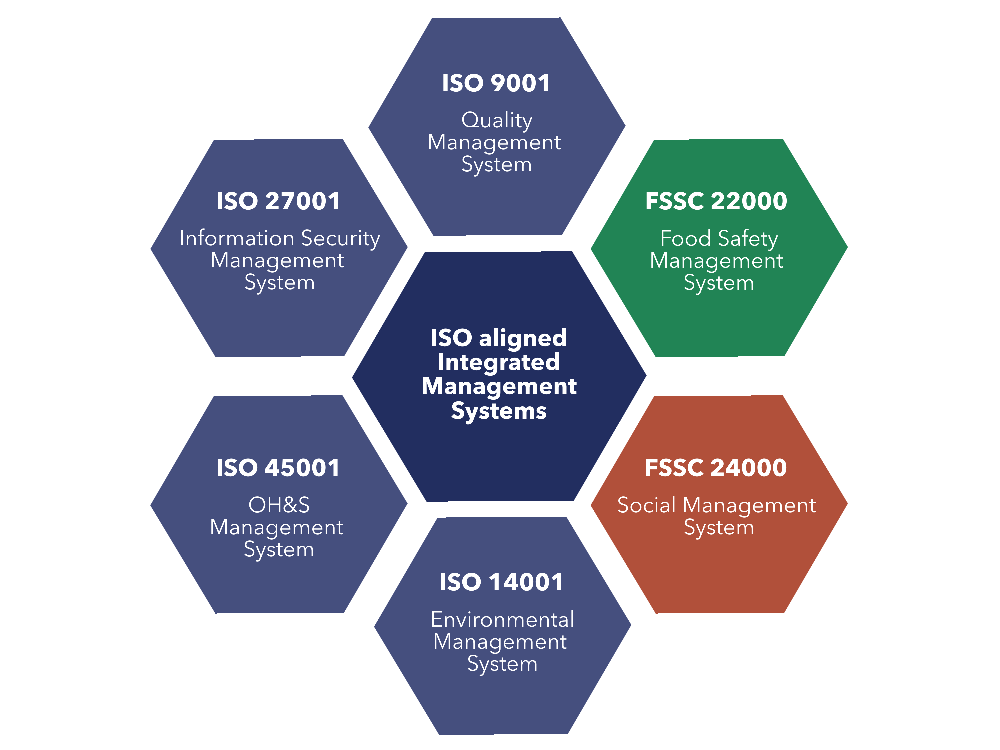 ISO 9001
Quality
Management
System
ISO 27001
Information Security
Management
System
FSSC 22000
Food Safety
Management
System
ISO aligned
Integrated
Management
Systems
ISO 45001
OH&S
Management
System
FSSC 24000
Social Management
System
ISO 14001
Environmental
Management
System